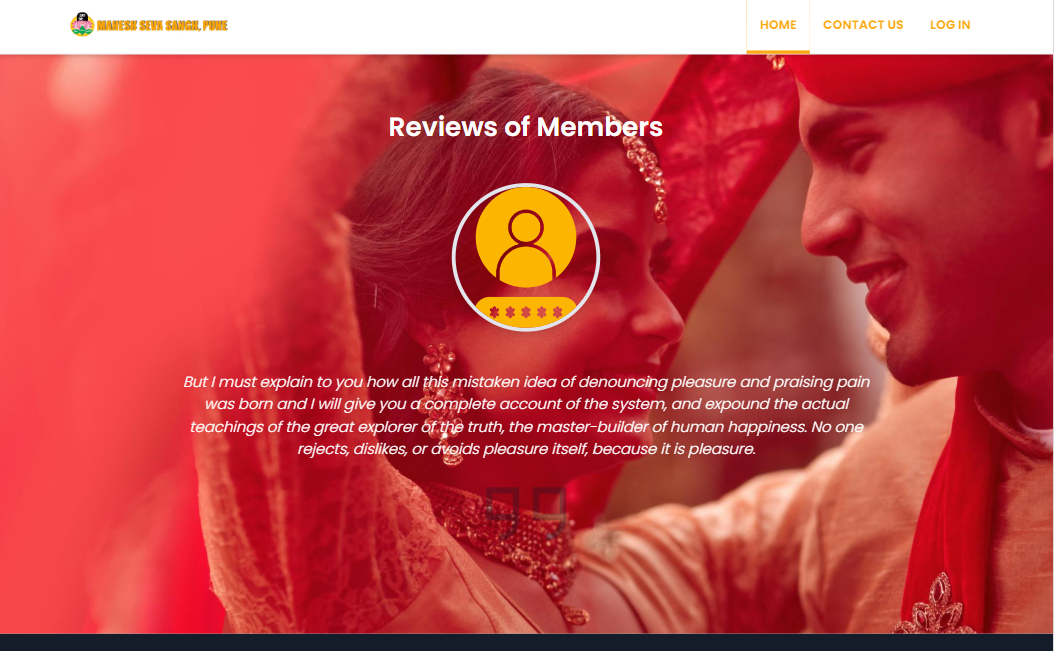 MAHESH SEVA SANGH, PUNE
HOME CONTACT US LOG IN
Reviews of Members
But I must explain to you how all this mistaken idea of denouncing pleasure and praising pain
was born and I will give you a complete account of the system, and expound the actual
teachings of the great explorer of the truth, the master-builder of human happiness. No one
rejects, dislikes, or avoids pleasure itself, because it is pleasure.